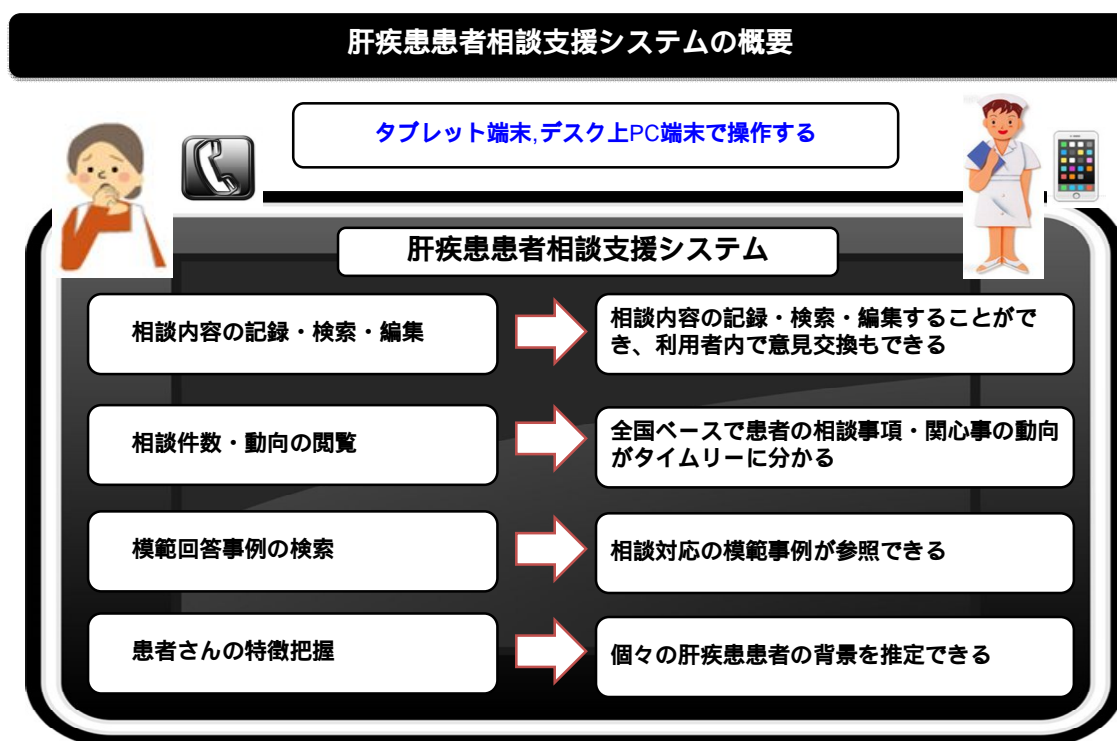 肝疾患患者相談支援システムの概要
タブレット端末,デスク上PC端末で操作する
肝疾患患者相談支援システム
相談内容の記録・検索・編集
相談内容の記録・検索・編集することがで
き、利用者内で意見交換もできる
相談件数・動向の閲覧
全国ベースで患者の相談事項・関心事の動向
がタイムリーに分かる
模範回答事例の検索
相談対応の模範事例が参照できる
患者さんの特徴把握
個々の肝疾患患者の背景を推定できる